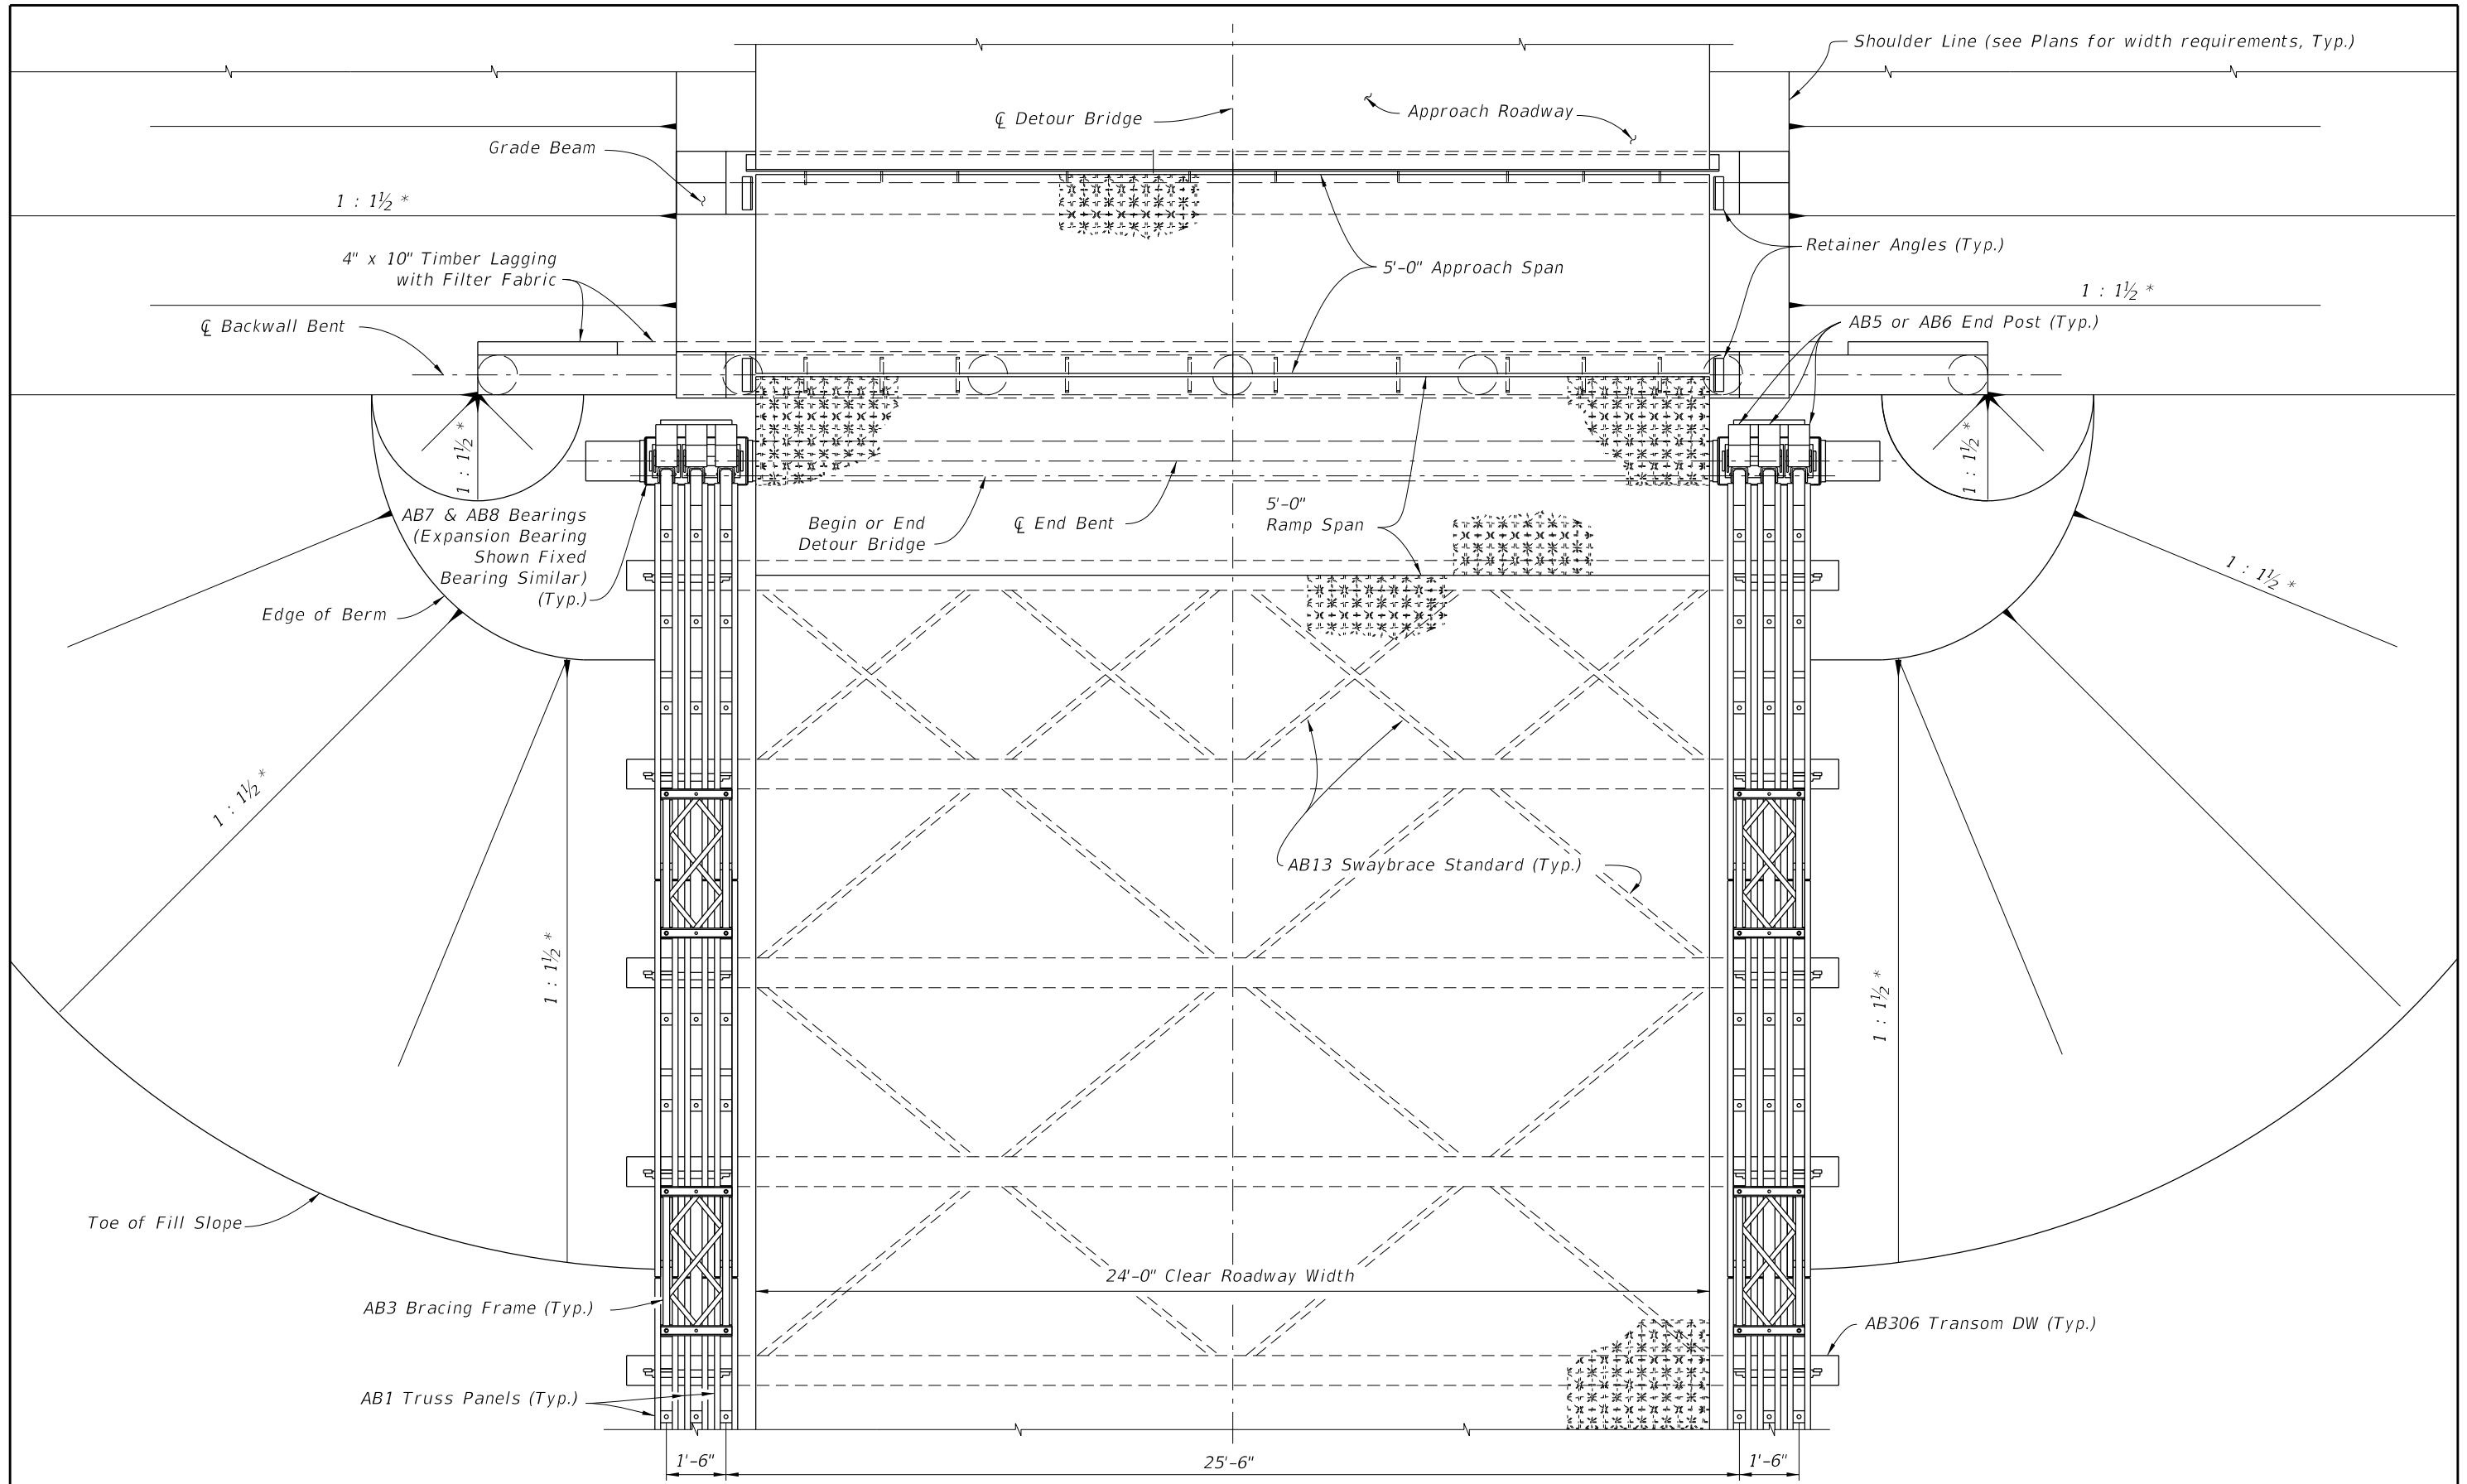 Shoulder Line (see Plans for width requirements, Typ.)
℄ Detour Bridge
Approach Roadway
Grade Beam
1 : 1½ *
Retainer Angles (Typ.)
4" x 10" Timber Lagging
with Filter Fabric
5'-0" Approach Span
1 : 1½ *
℄ Backwall Bent
AB5 or AB6 End Post (Typ.)
1 : 1½ *
1 : 1½ *
AB7 & AB8 Bearings
(Expansion Bearing
Shown Fixed
Bearing Similar)
(Typ.)
Begin or End
Detour Bridge
℄ End Bent
5'-0"
Ramp Span
1 : 1½ *
Edge of Berm
1 : 1½ *
AB13 Swaybrace Standard (Typ.)
1 : 1½ *
1 : 1½ *
Toe of Fill Slope
24'-0" Clear Roadway Width
AB3 Bracing Frame (Typ.)
AB306 Transom DW (Typ.)
AB1 Truss Panels (Typ.)
1'-6"
25'-6"
1'-6"